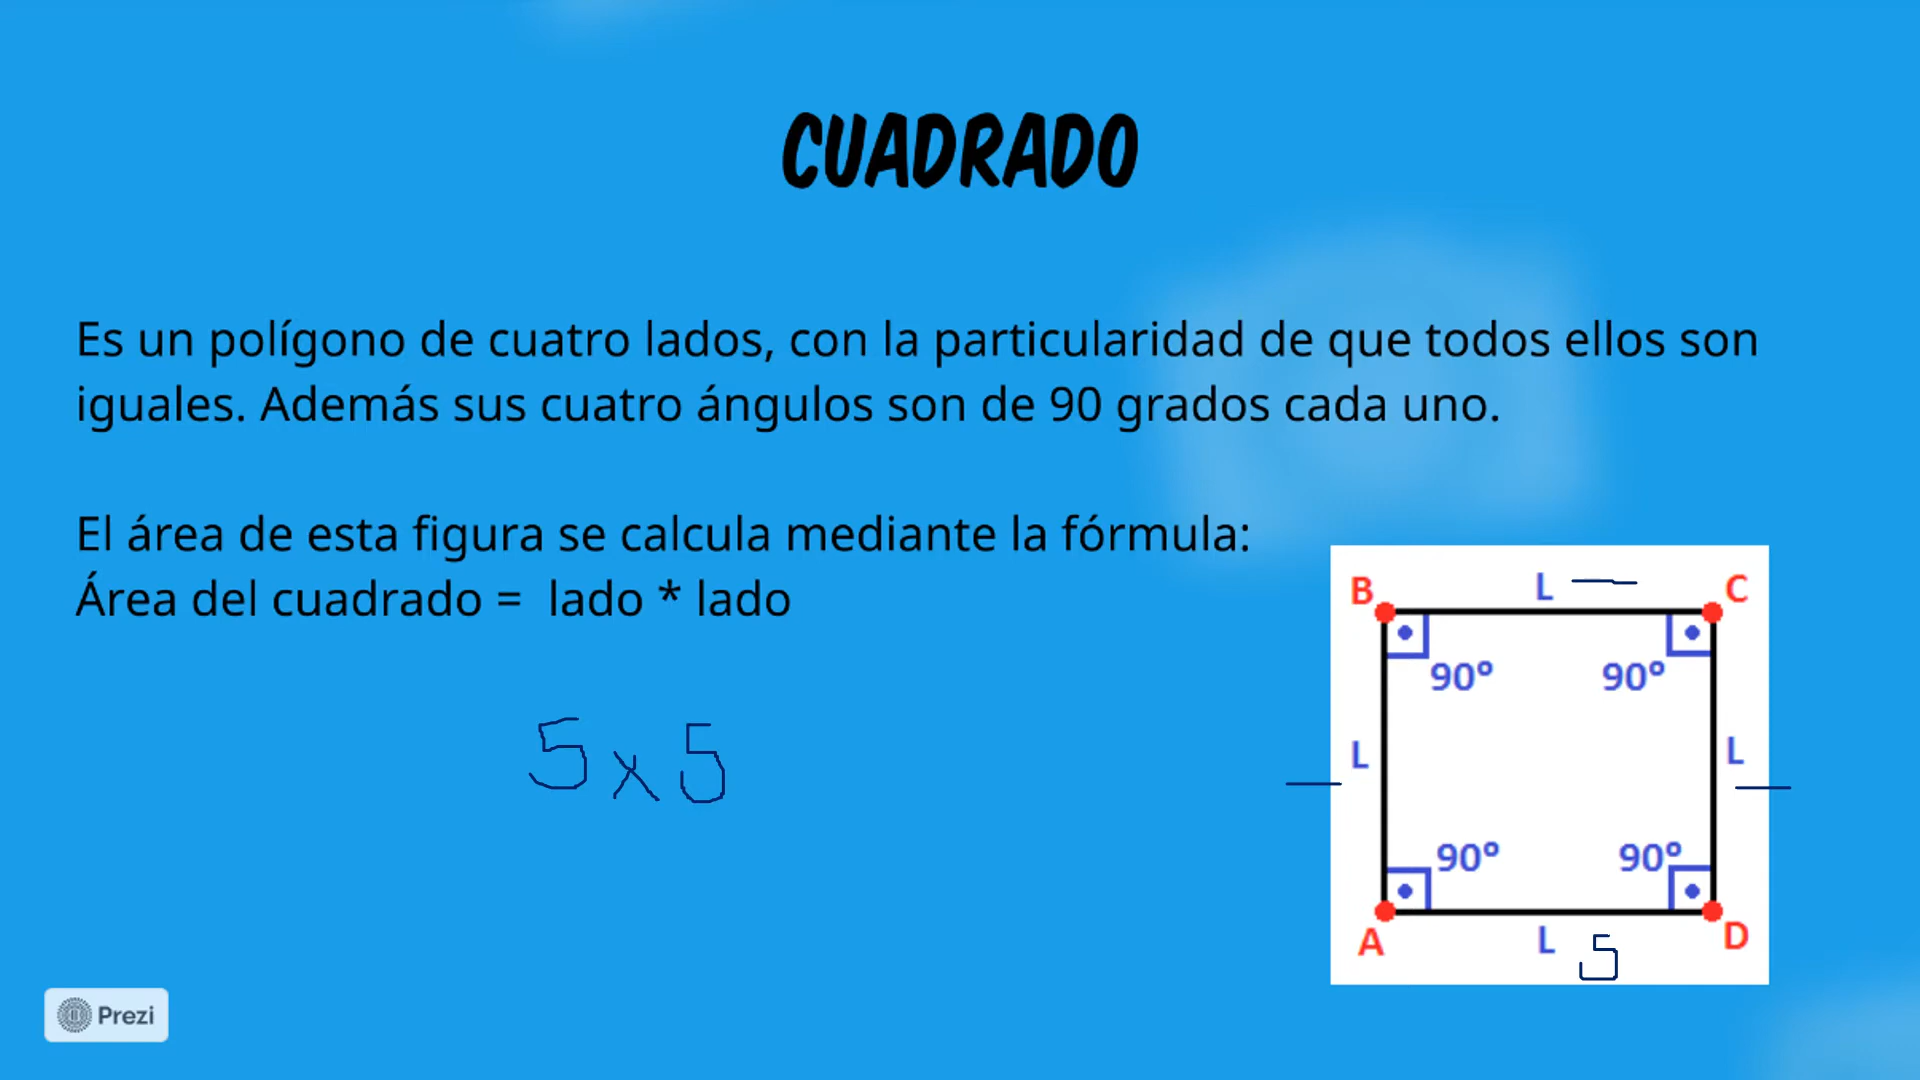 CUADRADO
Es un polígono de cuatro lados, con la particularidad de que todos ellos son
iguales. Además sus cuatro ángulos son de 90 grados cada uno.
El área de esta figura se calcula mediante la fórmula:
Área del cuadrado = lado * lado
5 x 5
B L C
90° 90°
L L
90° 90°
A L 5 D
Prezi